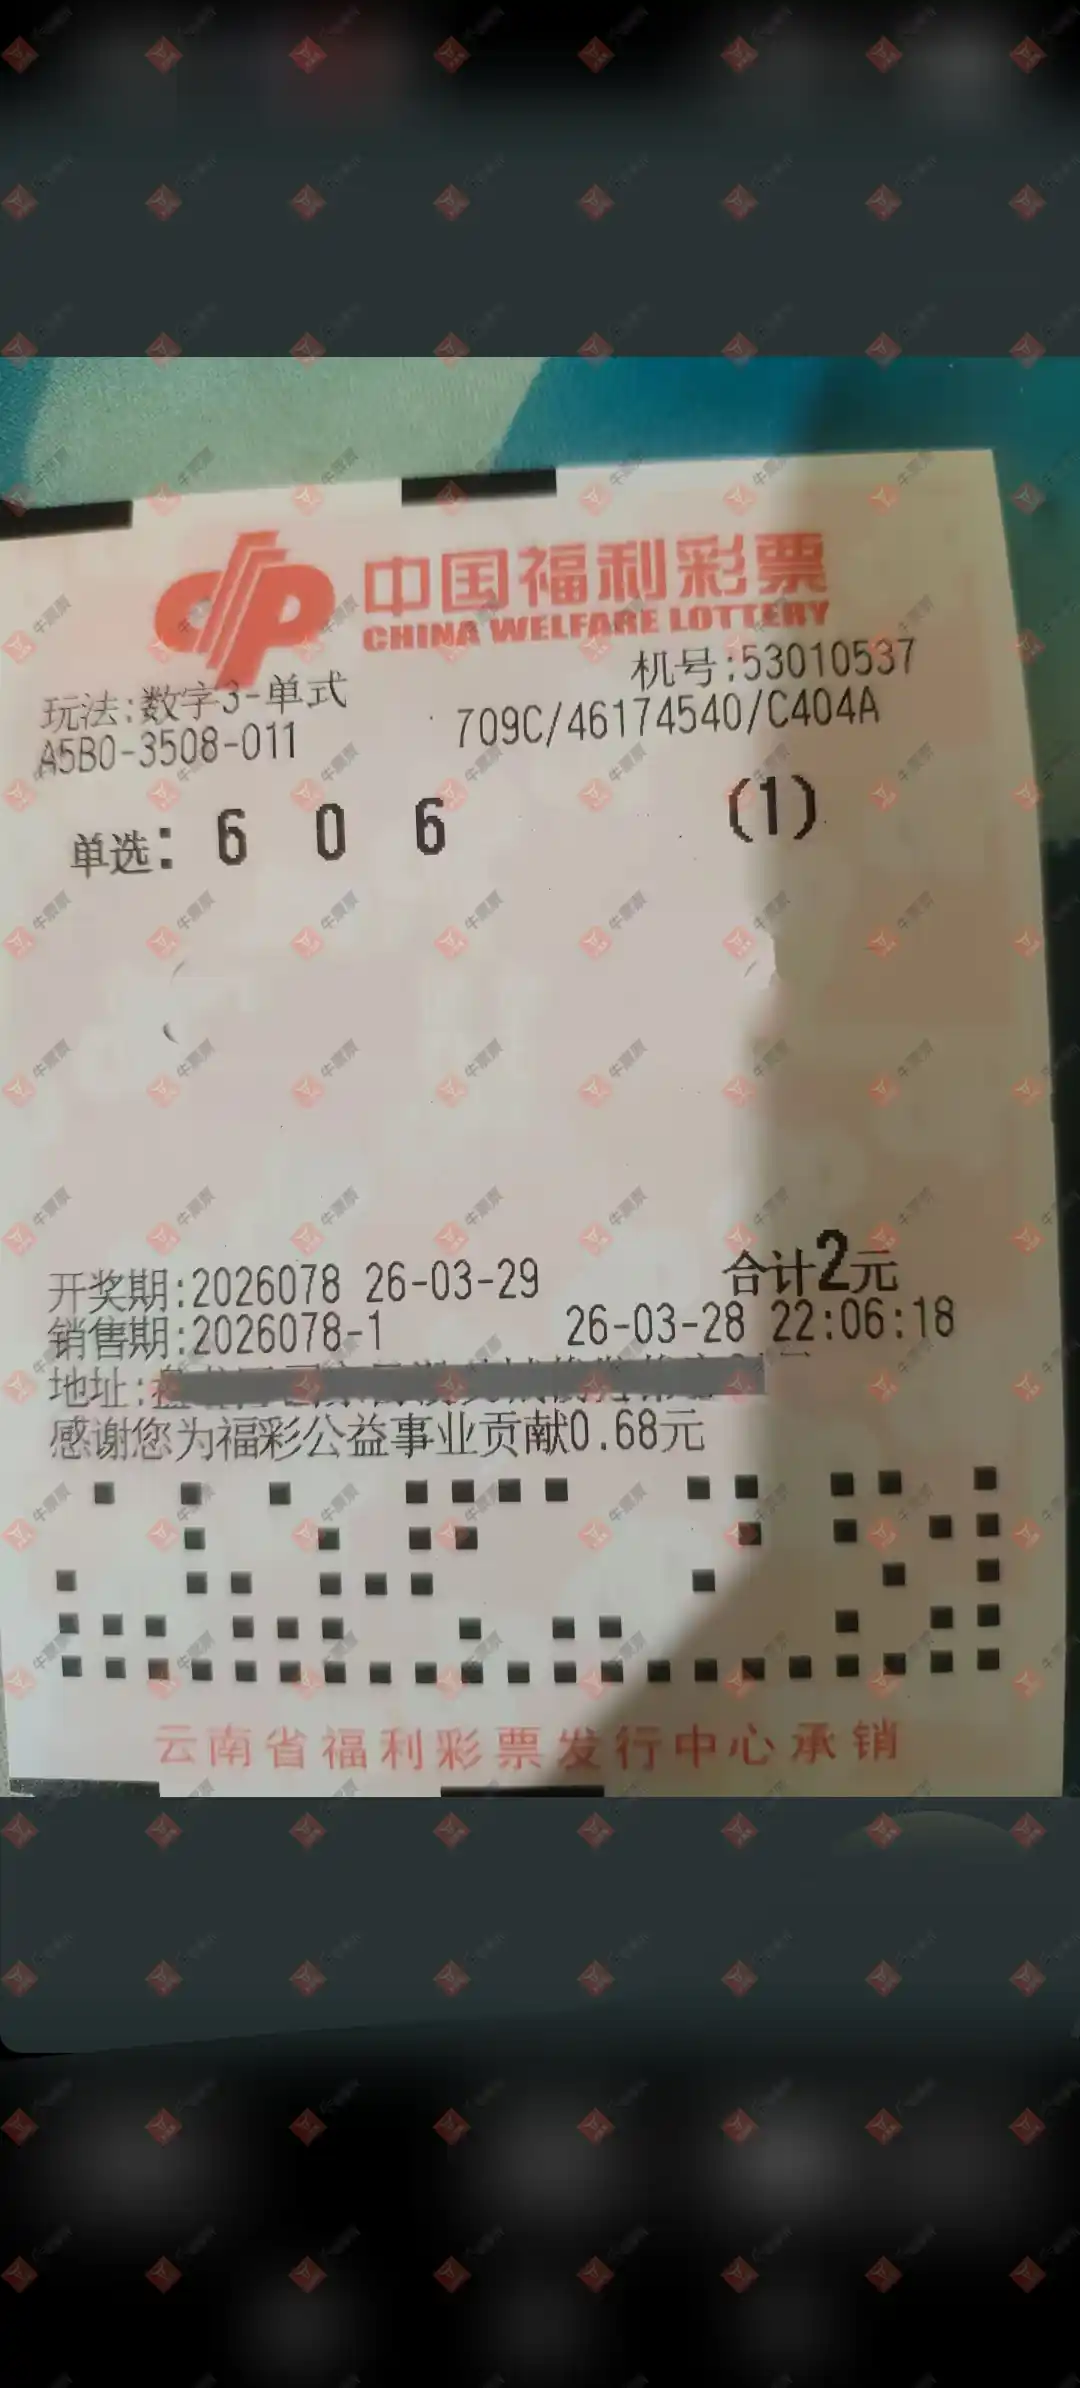 中国福利彩票
CHINA WELFARE LOTTERY
机号:53010537
玩法:数字3-单式
A5B0-3508-011 709C/46174540/C404A
单选: 6 0 6 (1)
合计2元
开奖期:2026078 26-03-29
销售期:2026078-1 26-03-28 22:06:18
地址:
感谢您为福彩公益事业贡献0.68元
云南省福利彩票发行中心承销